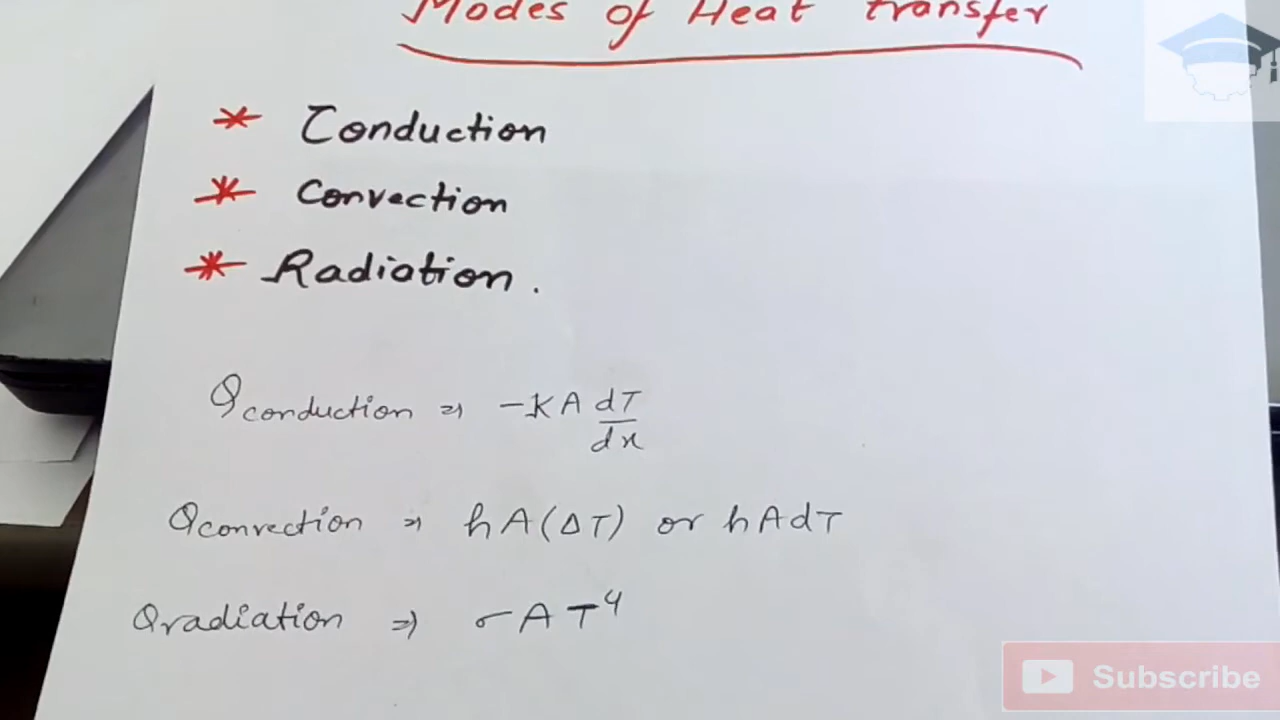 Modes of Heat transfer
* Conduction
* Convection
* Radiation.
Qconduction => -KA dT/dx
Qconvection => hA(ΔT) or hAdT
Qradiation => σAT⁴
Subscribe